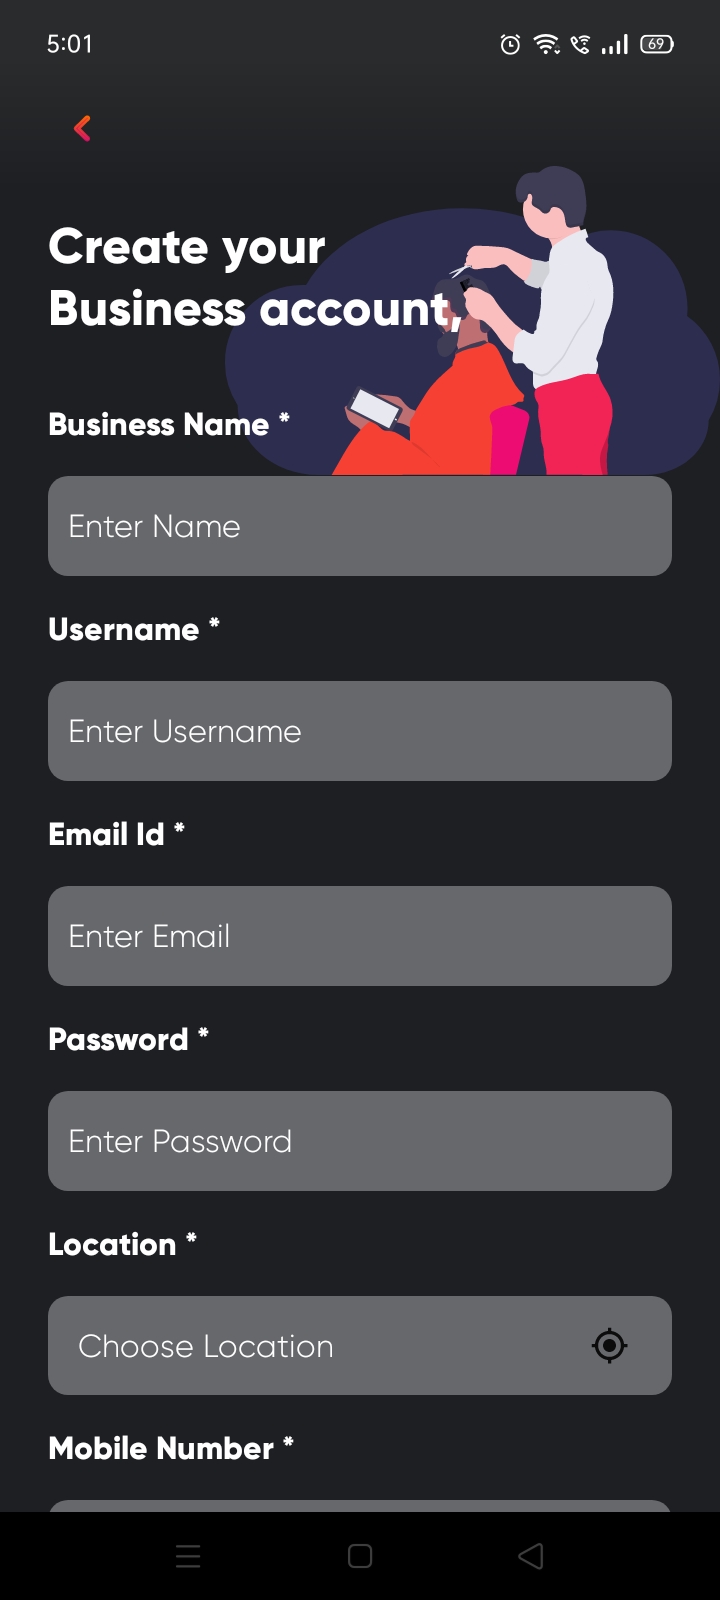 5:01
69
Create your
Business account
Business Name *
Enter Name
Username *
Enter Username
Email Id *
Enter Email
Password *
Enter Password
Location *
Choose Location
Mobile Number *